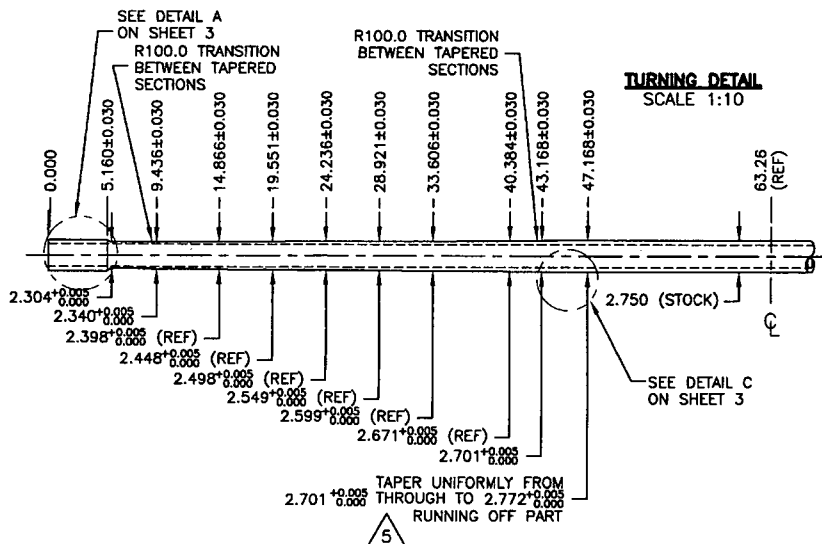 SEE DETAIL A
ON SHEET 3
R100.0 TRANSITION
BETWEEN TAPERED
SECTIONS
R100.0 TRANSITION
BETWEEN TAPERED
SECTIONS
TURNING DETAIL
SCALE 1:10
0.000
5.160±0.030
9.436±0.030
14.866±0.030
19.551±0.030
24.236±0.030
28.921±0.030
33.606±0.030
40.384±0.030
43.168±0.030
47.168±0.030
63.26
(REF)
2.304 +0.005 0.000
2.340 +0.005 0.000
2.398 +0.005 0.000 (REF)
2.448 +0.005 0.000 (REF)
2.498 +0.005 0.000 (REF)
2.549 +0.005 0.000 (REF)
2.599 +0.005 0.000 (REF)
2.671 +0.005 0.000 (REF)
2.701 +0.005 0.000
2.750 (STOCK)
SEE DETAIL C
ON SHEET 3
TAPER UNIFORMLY FROM
2.701 +0.005 0.000 THROUGH TO 2.772 +0.005 0.000
RUNNING OFF PART
5